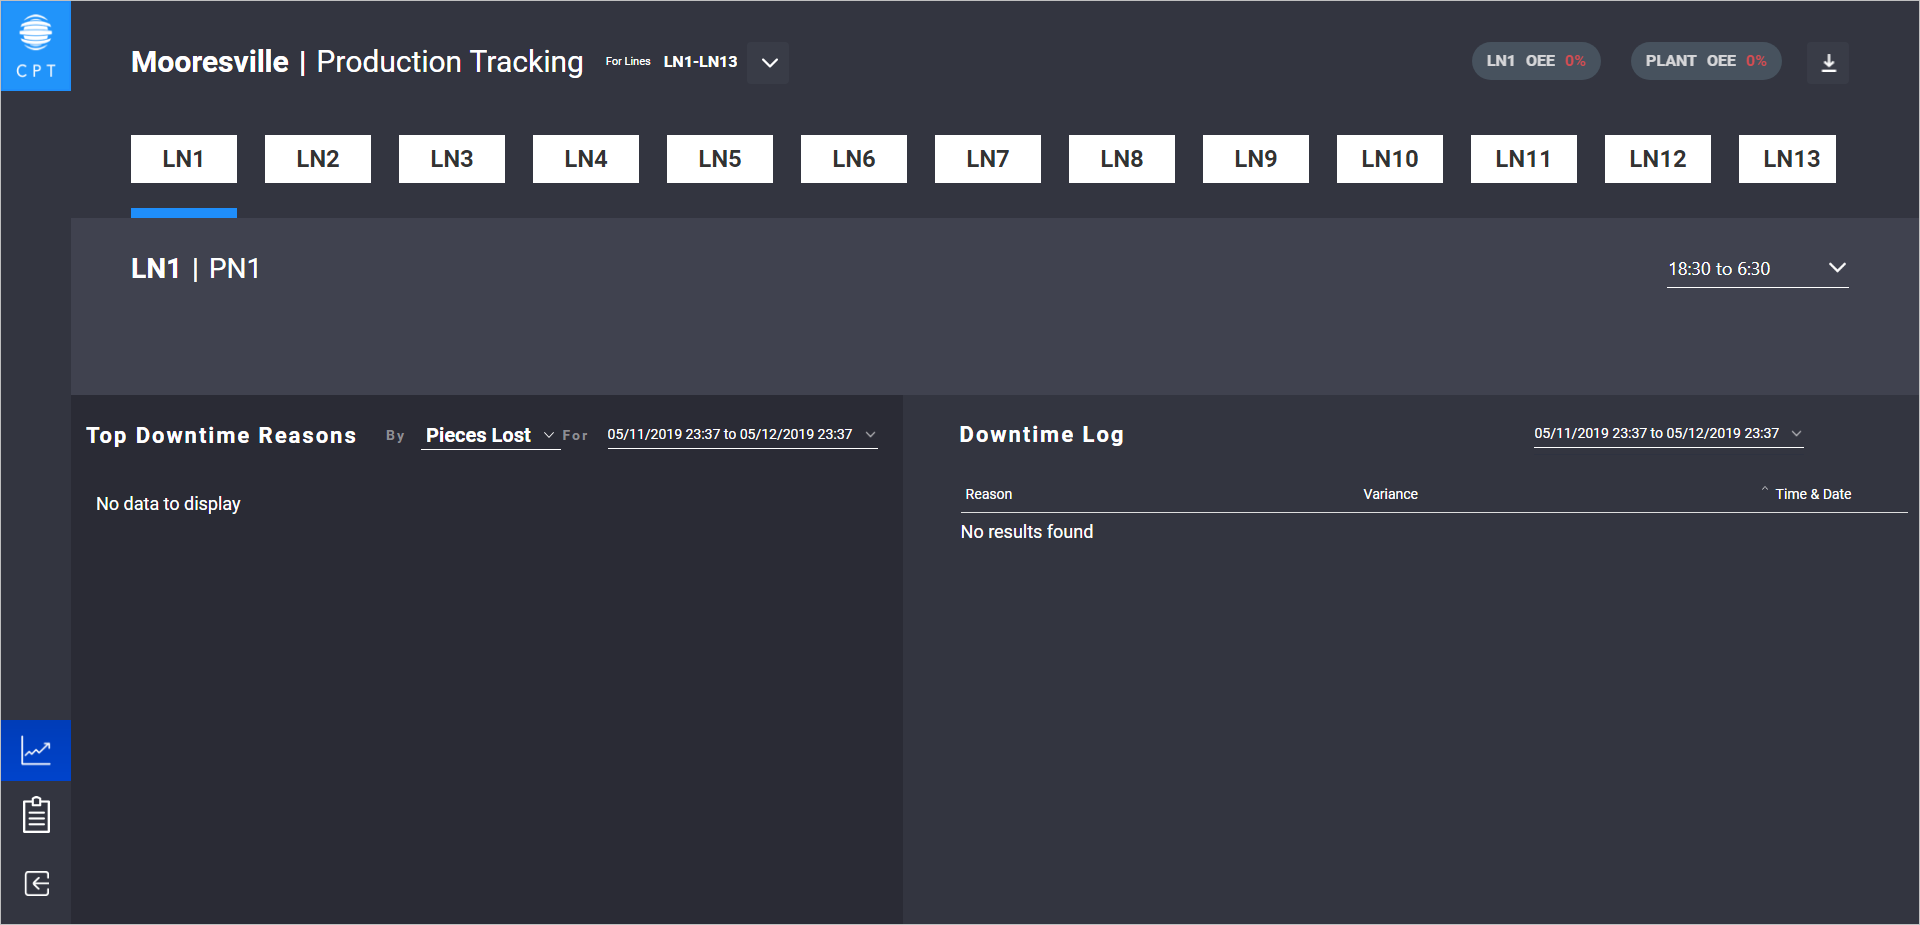 CPT
Mooresville | Production Tracking For Lines LN1-LN13
LN1 OEE 0% PLANT OEE 0%
LN1 LN2 LN3 LN4 LN5 LN6 LN7 LN8 LN9 LN10 LN11 LN12 LN13
LN1 | PN1
18:30 to 6:30
Top Downtime Reasons By Pieces Lost For 05/11/2019 23:37 to 05/12/2019 23:37
No data to display
Downtime Log 05/11/2019 23:37 to 05/12/2019 23:37
Reason Variance Time & Date
No results found